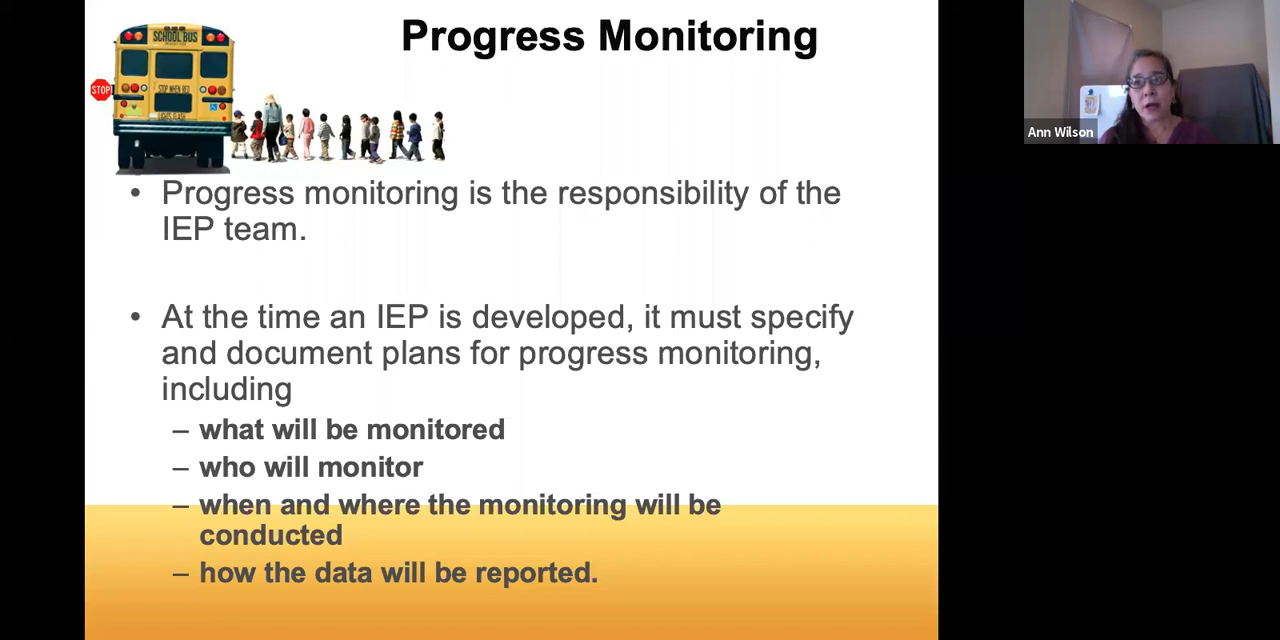 Progress Monitoring
SCHOOL BUS
STOP
STOP WHEN RED
LIGHTS FLASH
Ann Wilson
• Progress monitoring is the responsibility of the
IEP team.
• At the time an IEP is developed, it must specify
and document plans for progress monitoring,
including
– what will be monitored
– who will monitor
– when and where the monitoring will be
conducted
– how the data will be reported.